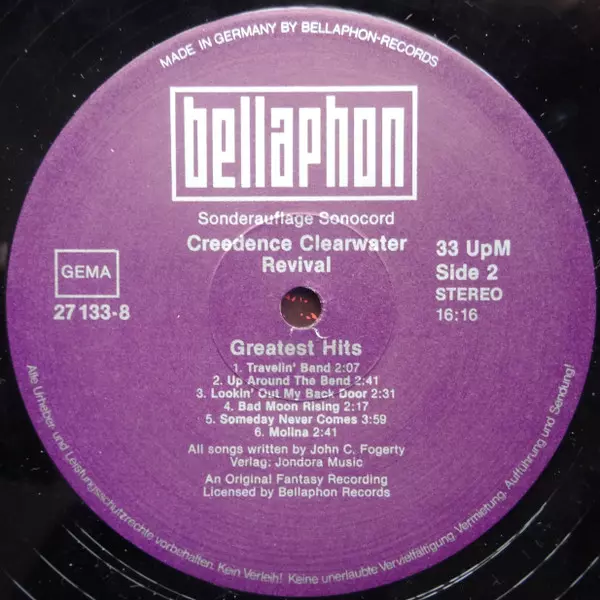 MADE IN GERMANY BY BELLAPHON-RECORDS
bellaphon
Sonderauflage Sonocord
Creedence Clearwater
Revival
GEMA
27 133-8
33 UpM
Side 2
STEREO
16:16
Greatest Hits
1. Travelin' Band 2:07
2. Up Around The Band 2:41
3. Lookin' Out My Back Door 2:31
4. Bad Moon Rising 2:17
5. Someday Never Comes 3:59
6. Molina 2:41
All songs written by John C. Fogerty
Verlag: Jondora Music
An Original Fantasy Recording
Licensed by Bellaphon Records
Alle Urheber- und Leistungsschutzrechte vorbehalten. Kein Verleih! Keine unerlaubte Vervielfältigung, Vermietung, Aufführung und Sendung!